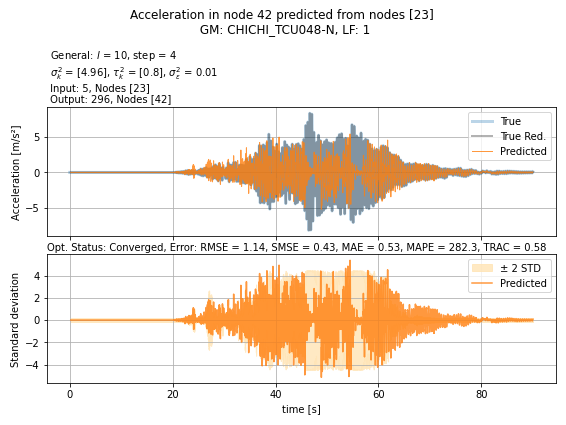 Acceleration in node 42 predicted from nodes [23]
GM: CHICHI_TCU048-N, LF: 1
General: l = 10, step = 4
σ²ₖ = [4.96], τ²ₖ = [0.8], σ²ε = 0.01
Input: 5, Nodes [23]
Output: 296, Nodes [42]
True
True Red.
Predicted
Acceleration [m/s²]
5
0
−5
Opt. Status: Converged, Error: RMSE = 1.14, SMSE = 0.43, MAE = 0.53, MAPE = 282.3, TRAC = 0.58
± 2 STD
Predicted
Standard deviation
4
2
0
−2
−4
0 20 40 60 80
time [s]